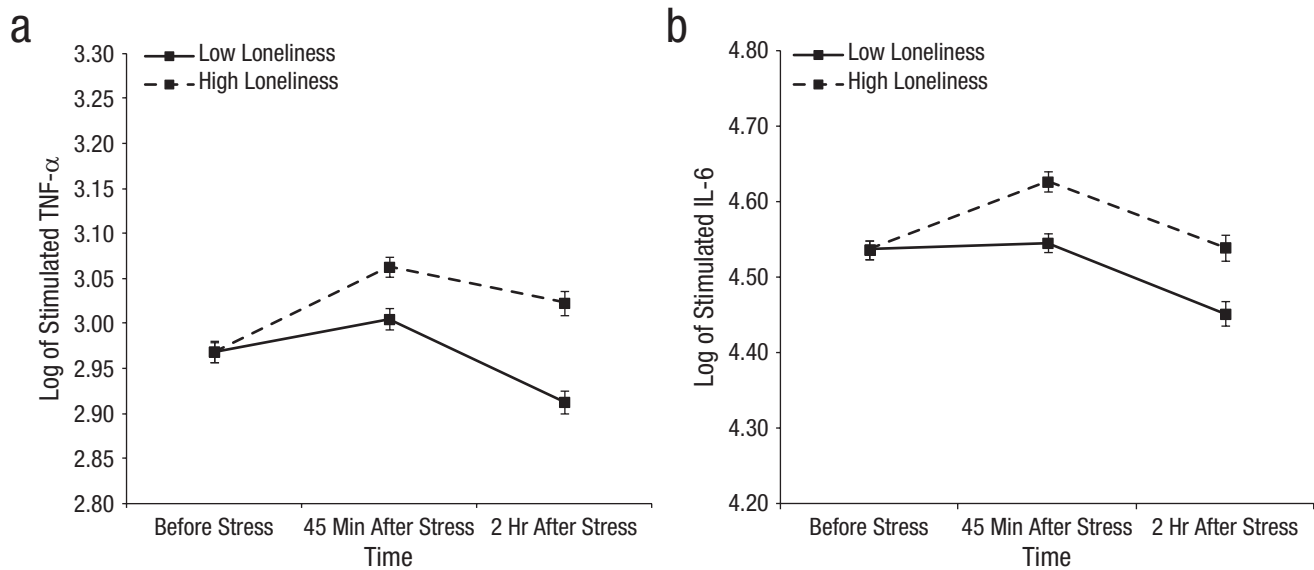 a
Low Loneliness
High Loneliness
Log of Stimulated TNF-α
3.30
3.25
3.20
3.15
3.10
3.05
3.00
2.95
2.90
2.85
2.80
Before Stress 45 Min After Stress 2 Hr After Stress
Time
b
Low Loneliness
High Loneliness
Log of Stimulated IL-6
4.80
4.70
4.60
4.50
4.40
4.30
4.20
Before Stress 45 Min After Stress 2 Hr After Stress
Time